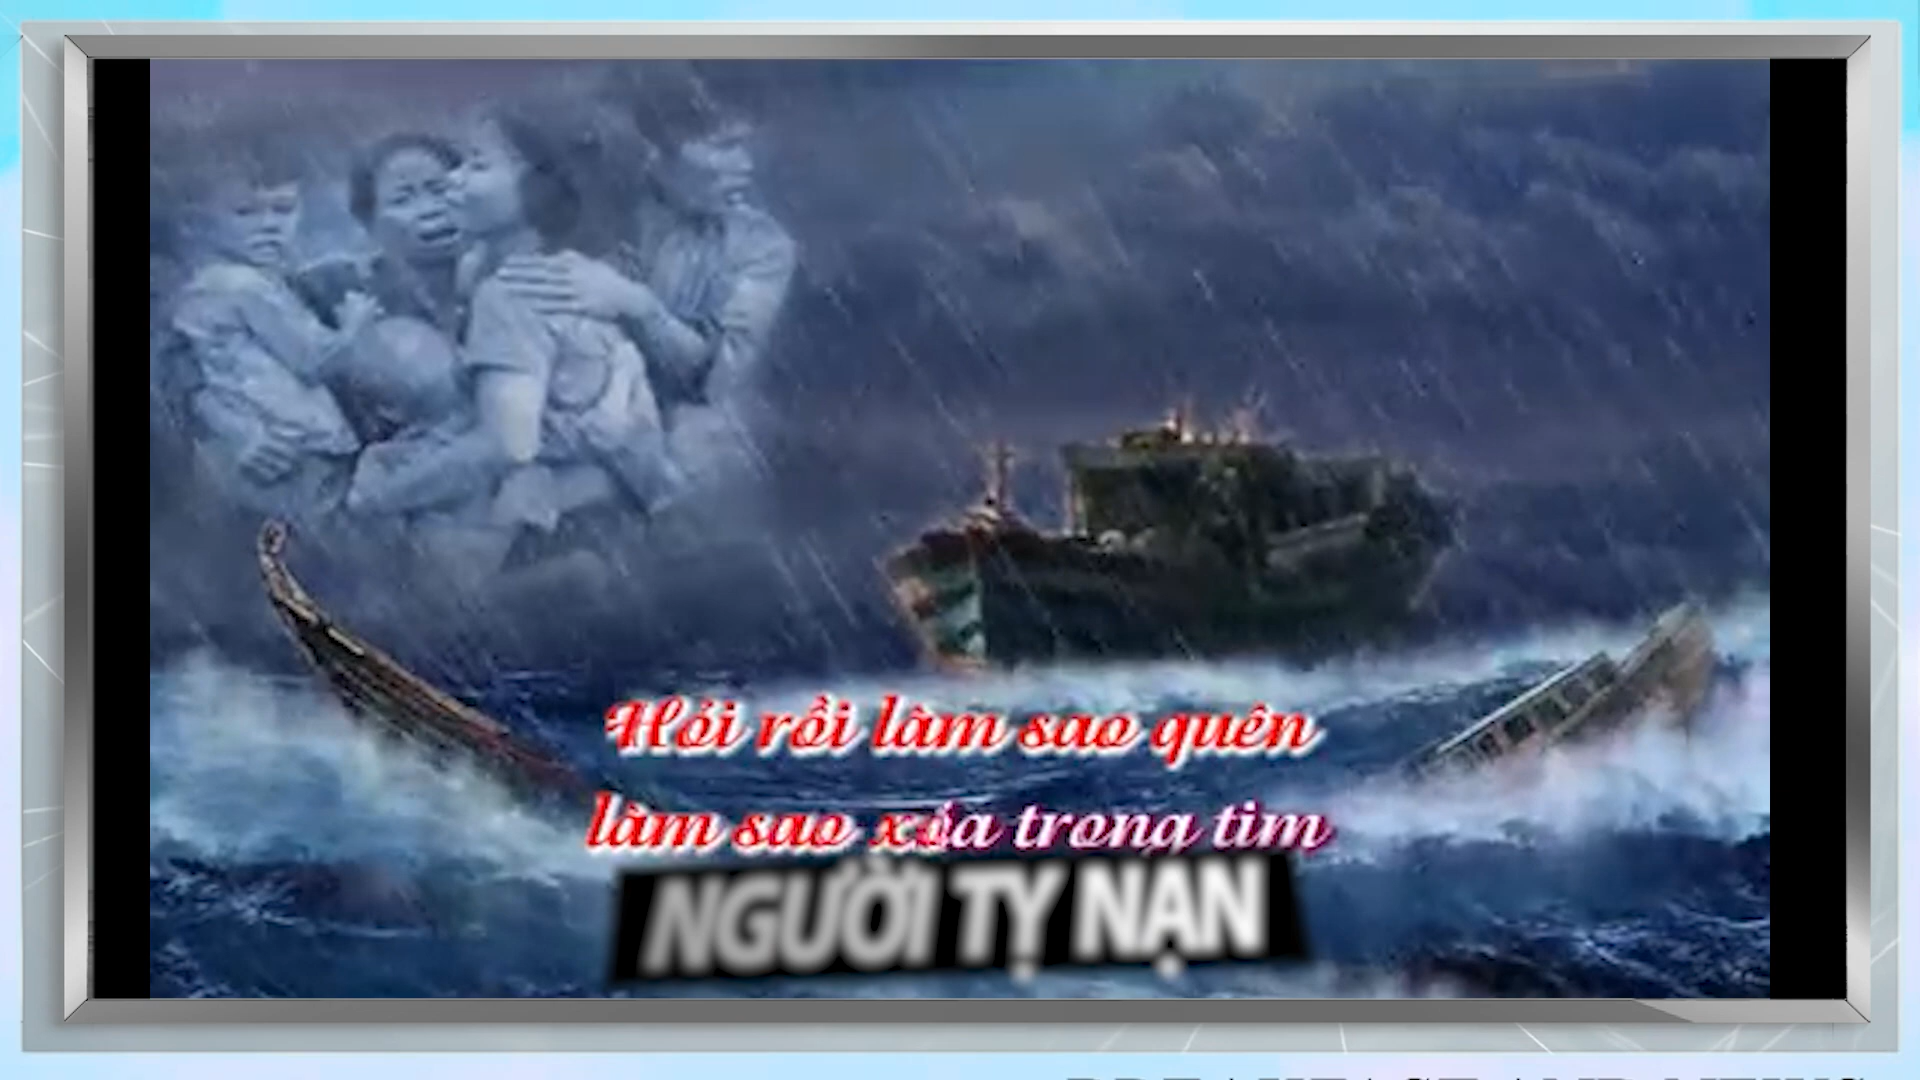 Hỏi rồi làm sao quên
làm sao xóa trong tim
NGƯỜI TỴ NẠN